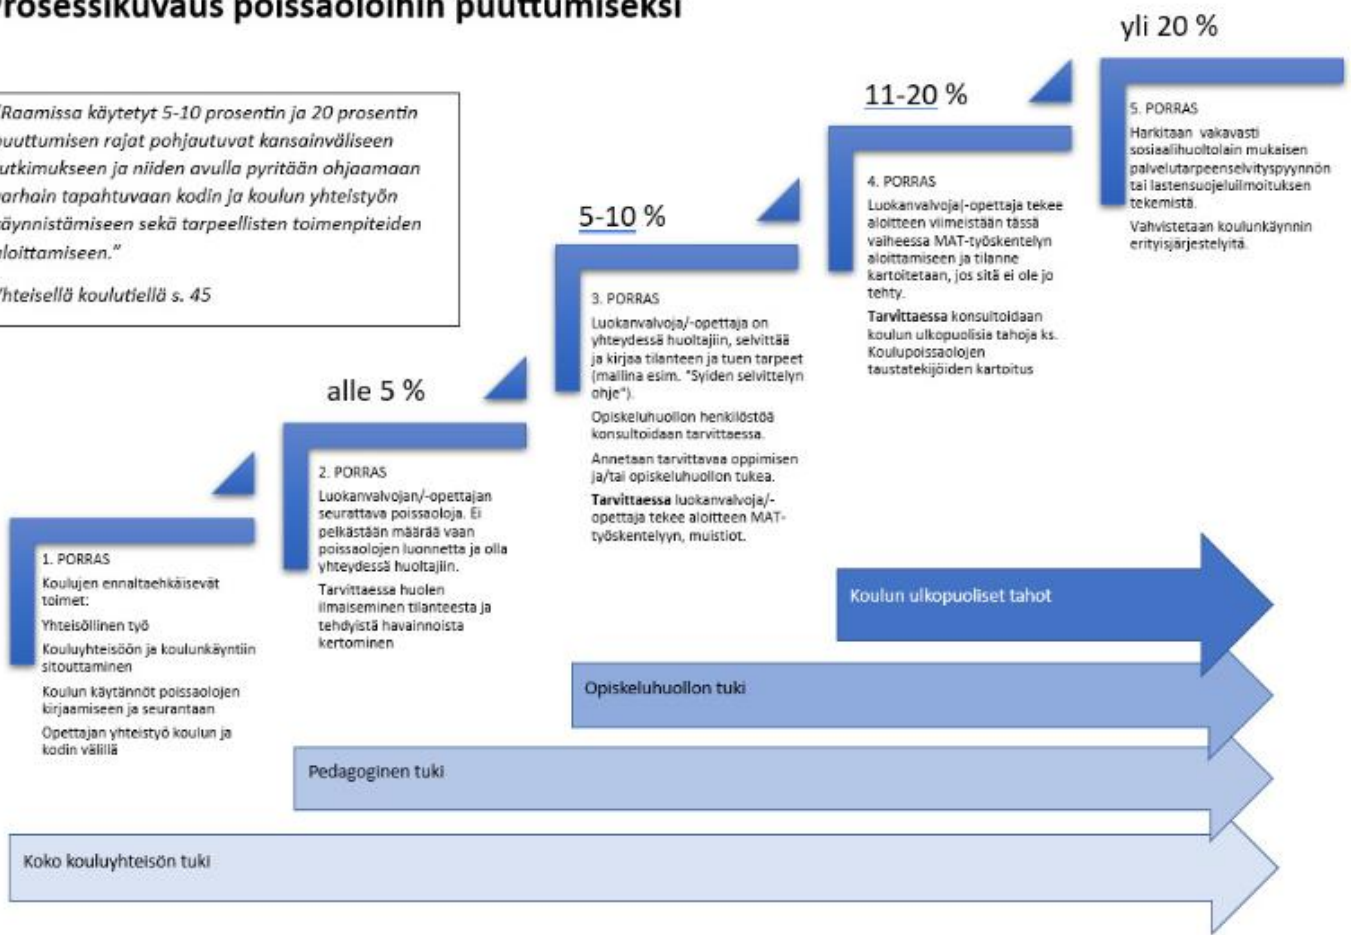 Prosessikuvaus poissaoloihin puuttumiseksi
"Raamissa käytetyt 5-10 prosentin ja 20 prosentin
puuttumisen rajat pohjautuvat kansainväliseen
tutkimukseen ja niiden avulla pyritään ohjaamaan
varhain tapahtuvaan kodin ja koulun yhteistyön
käynnistämiseen sekä tarpeellisten toimenpiteiden
aloittamiseen."
Yhteisellä koulutiellä s. 45
1. PORRAS
Koulujen ennaltaehkäisevät
toimet:
Yhteisöllinen työ
Kouluyhteisöön ja koulunkäyntiin
sitouttaminen
Koulun käytännöt poissaolojen
kirjaamiseen ja seurantaan
Opettajan yhteistyö koulun ja
kodin välillä
alle 5 %
2. PORRAS
Luokanvalvojan/-opettajan
seurattava poissaoloja. Ei
pelkästään määrää vaan
poissaolojen luonnetta ja olla
yhteydessä huoltajiin.
Tarvittaessa huolen
ilmaiseminen tilanteesta ja
tehdyistä havainnoista
kertominen
5-10 %
3. PORRAS
Luokanvalvoja/-opettaja on
yhteydessä huoltajiin, selvittää
ja kirjaa tilanteen ja tuen tarpeet
(mallina esim. "Syiden selvittelyn
ohje").
Opiskeluhuollon henkilöstöä
konsultoidaan tarvittaessa.
Annetaan tarvittavaa oppimisen
ja/tai opiskeluhuollon tukea.
Tarvittaessa luokanvalvoja/-
opettaja tekee aloitteen MAT-
työskentelyyn, muistiot.
11-20 %
4. PORRAS
Luokanvalvoja|-opettaja tekee
aloitteen viimeistään tässä
vaiheessa MAT-työskentelyn
aloittamiseen ja tilanne
kartoitetaan, jos sitä ei ole jo
tehty.
Tarvittaessa konsultoidaan
koulun ulkopuolisia tahoja ks.
Koulupoissaolojen
taustatekijöiden kartoitus
yli 20 %
5. PORRAS
Harkitaan vakavasti
sosiaalihuoltolain mukaisen
palvelutarpeenselvityspyynnön
tai lastensuojeluilmoituksen
tekemistä.
Vahvistetaan koulunkäynnin
erityisjärjestelyitä.
Koulun ulkopuoliset tahot
Opiskeluhuollon tuki
Pedagoginen tuki
Koko kouluyhteisön tuki